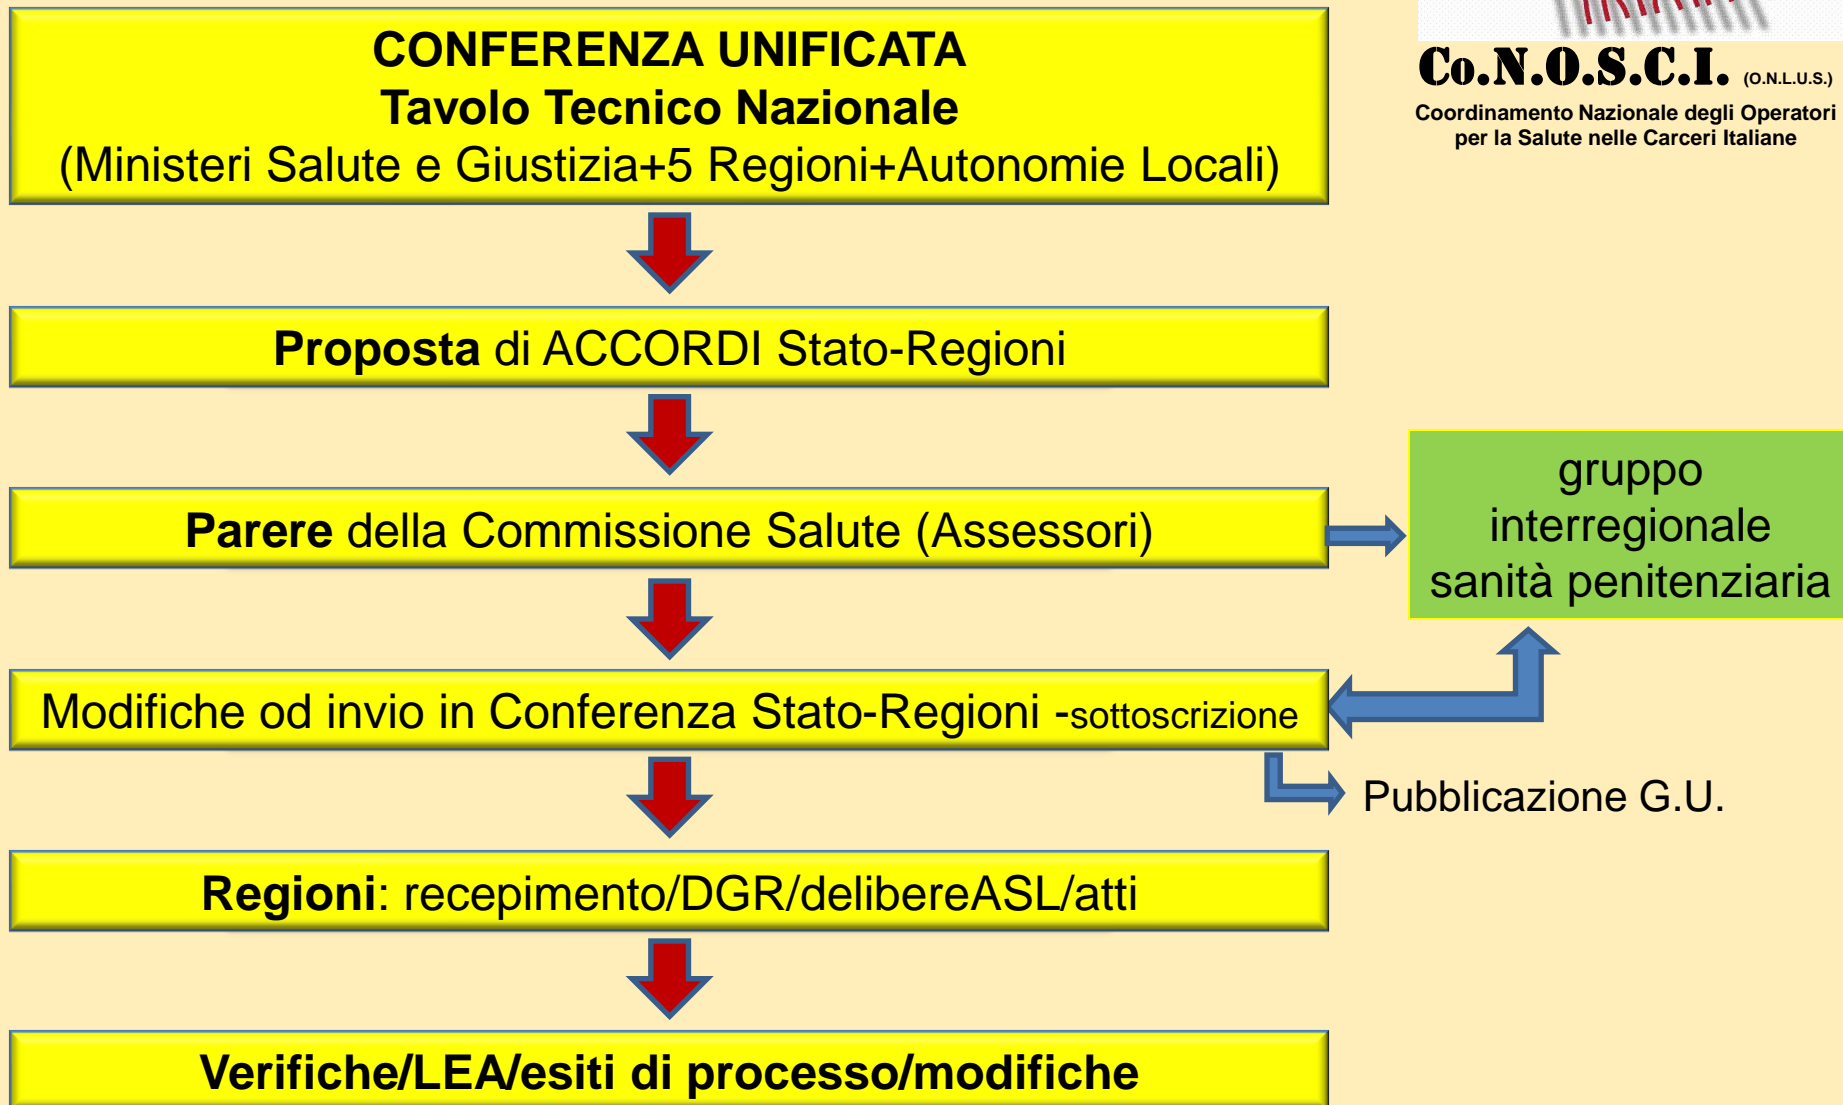 CONFERENZA UNIFICATA
Tavolo Tecnico Nazionale
(Ministeri Salute e Giustizia+5 Regioni+Autonomie Locali)
Co.N.O.S.C.I. (O.N.L.U.S.)
Coordinamento Nazionale degli Operatori
per la Salute nelle Carceri Italiane
Proposta di ACCORDI Stato-Regioni
Parere della Commissione Salute (Assessori)
gruppo
interregionale
sanità penitenziaria
Modifiche od invio in Conferenza Stato-Regioni -sottoscrizione
Pubblicazione G.U.
Regioni: recepimento/DGR/delibereASL/atti
Verifiche/LEA/esiti di processo/modifiche